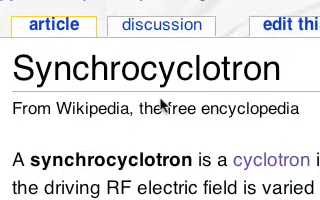 article discussion edit thi
Synchrocyclotron
From Wikipedia, the free encyclopedia
A synchrocyclotron is a cyclotron i
the driving RF electric field is varied